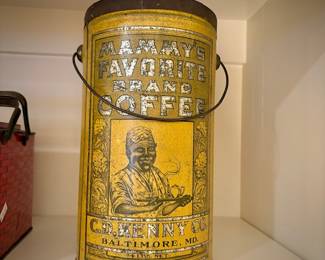 MAMMY'S
FAVORITE
BRAND
COFFEE
C.D. KENNY CO.
BALTIMORE, MD.